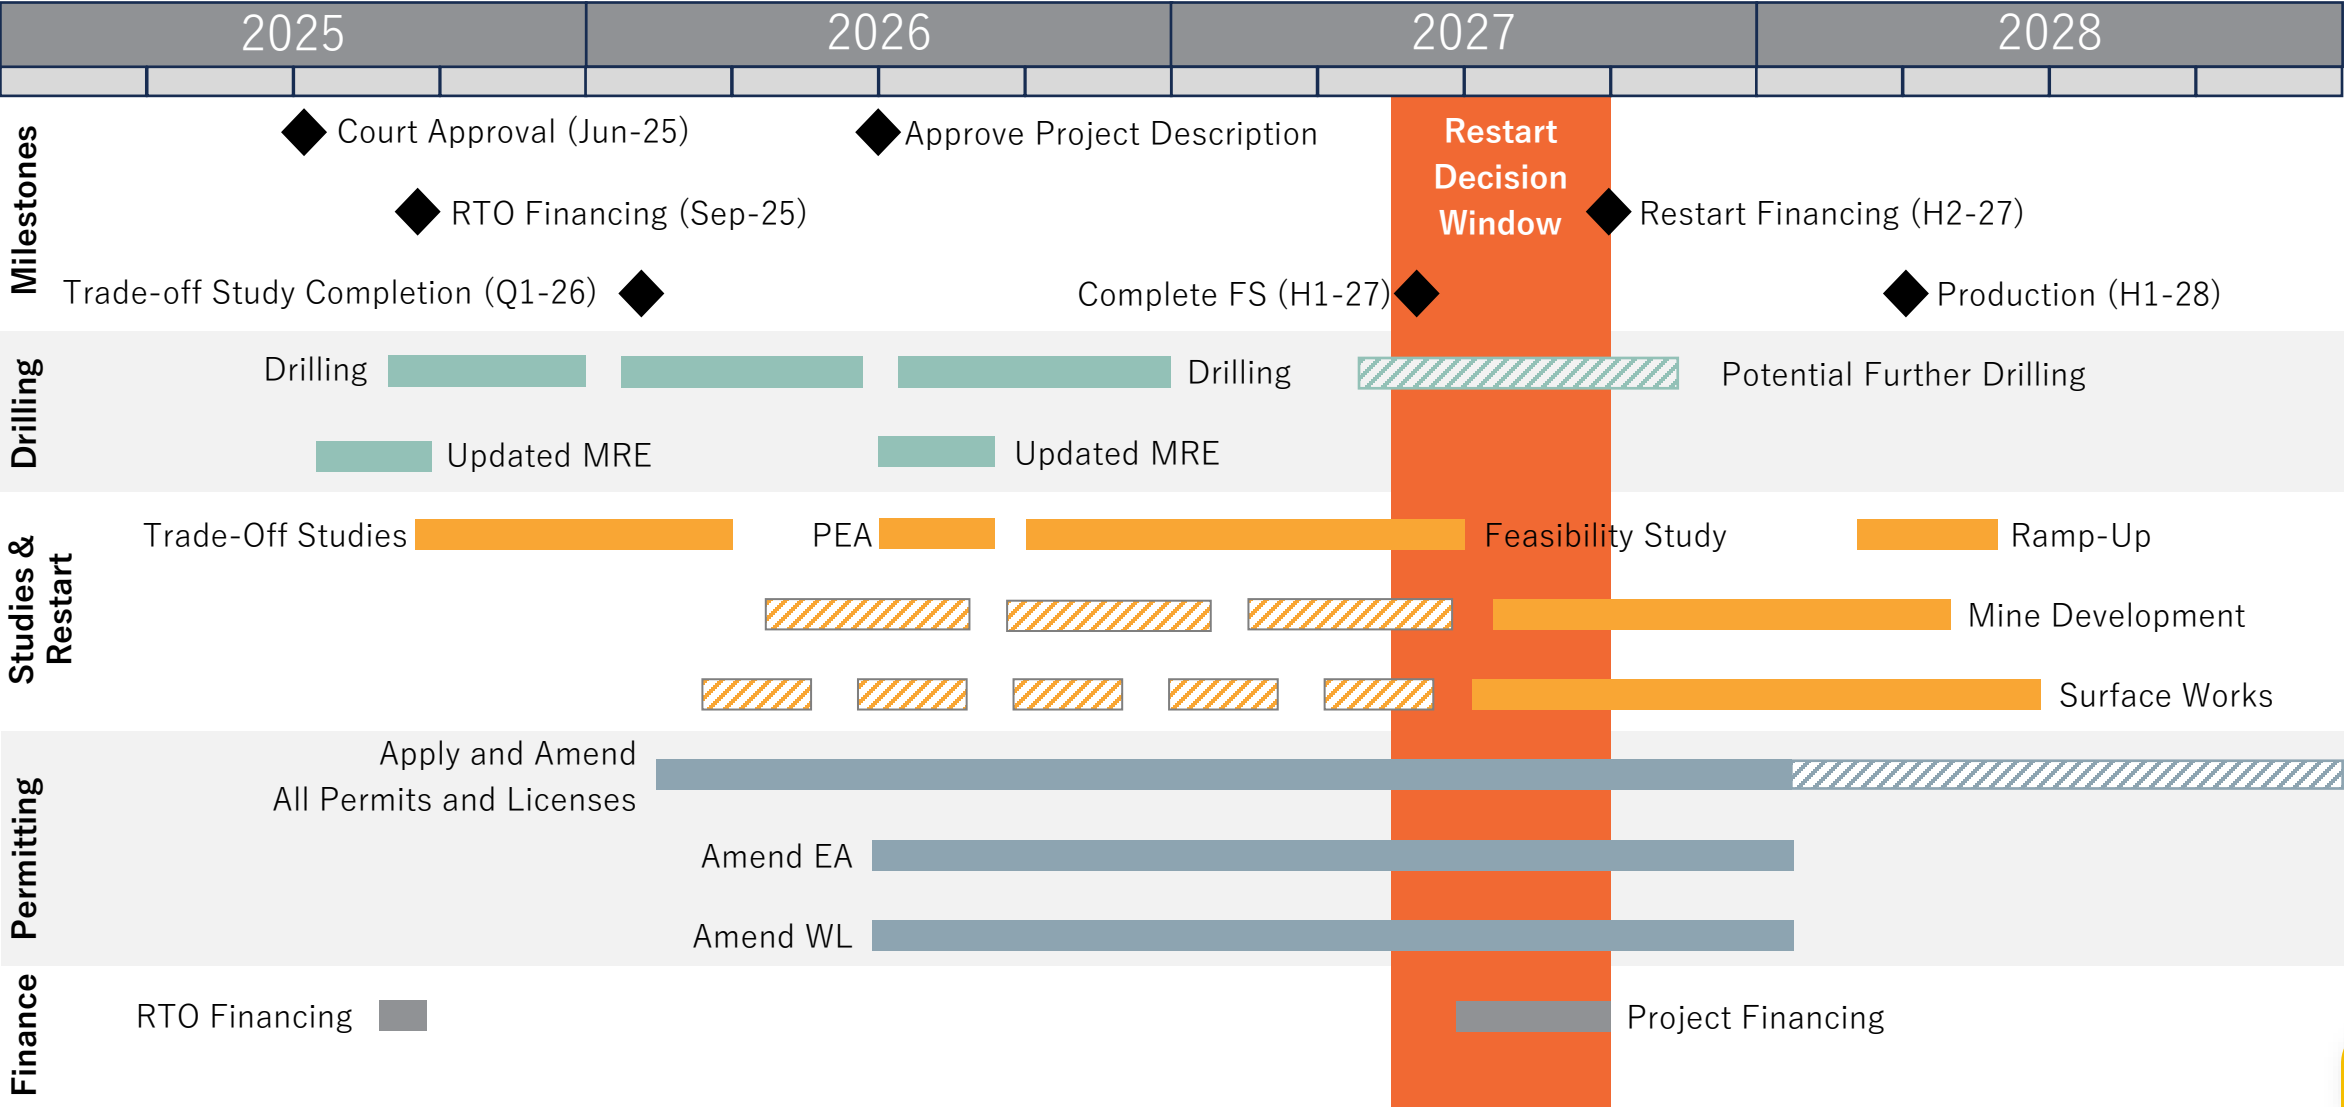 2025 2026 2027 2028
Milestones
Court Approval (Jun-25)
Approve Project Description
Restart
Decision
Window
RTO Financing (Sep-25)
Restart Financing (H2-27)
Trade-off Study Completion (Q1-26)
Complete FS (H1-27)
Production (H1-28)
Drilling
Drilling
Drilling
Potential Further Drilling
Updated MRE
Updated MRE
Studies &
Restart
Trade-Off Studies
PEA
Feasibility Study
Ramp-Up
Mine Development
Surface Works
Permitting
Apply and Amend
All Permits and Licenses
Amend EA
Amend WL
Finance
RTO Financing
Project Financing